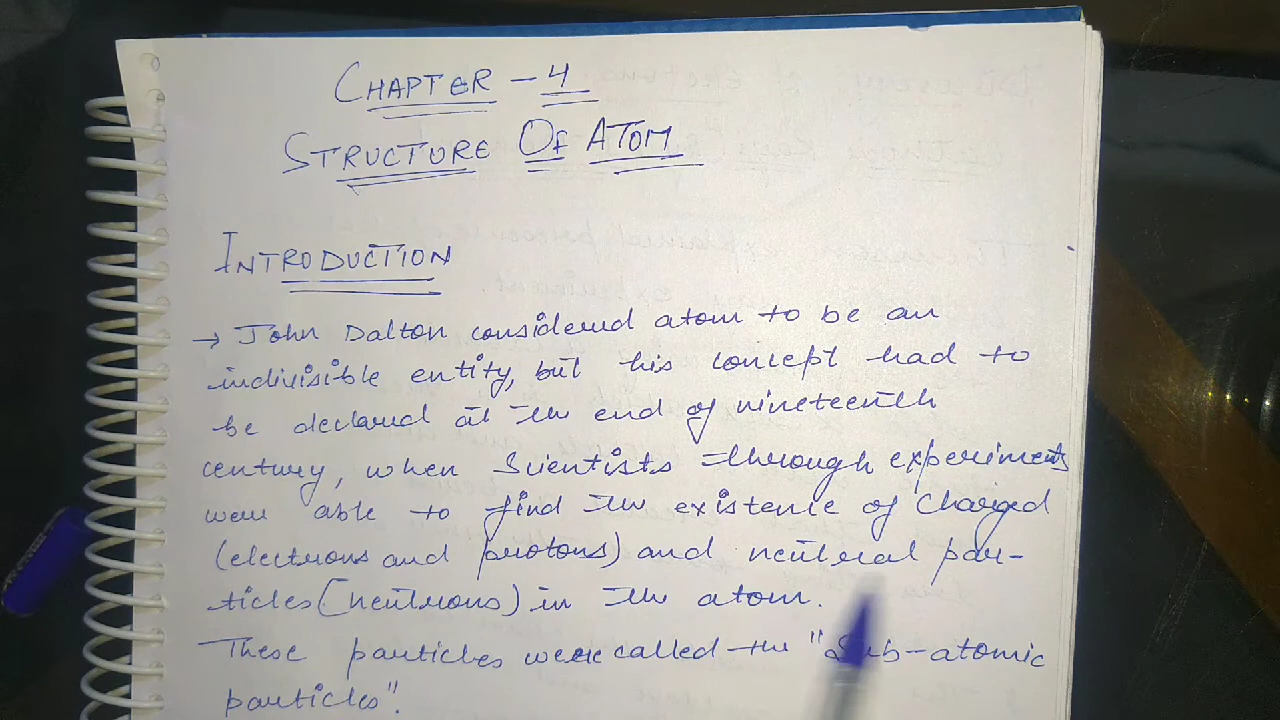 CHAPTER - 4
STRUCTURE OF ATOM
INTRODUCTION
→ John Dalton considered atom to be an
indivisible entity, but his concept had to
be declared at the end of nineteenth
century, when Scientists through experiments
were able to find the existence of Charged
(electrons and protons) and neutral par-
ticles (neutrons) in the atom.
These particles were called the "Sub-atomic
particles".